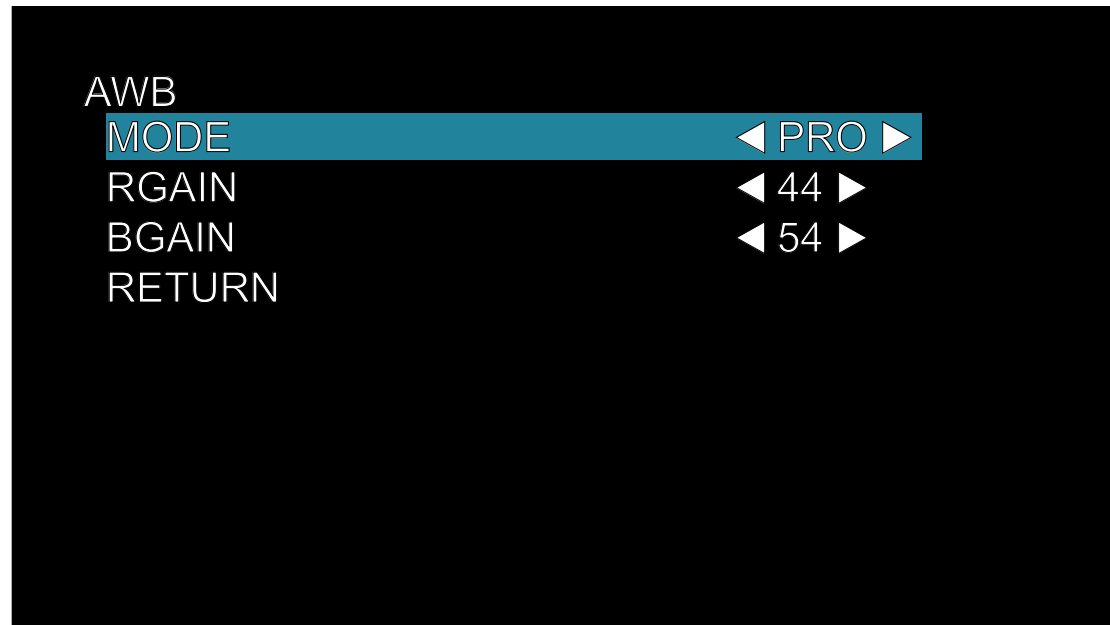 AWB
MODE ◀ PRO ▶
RGAIN ◀ 44 ▶
BGAIN ◀ 54 ▶
RETURN